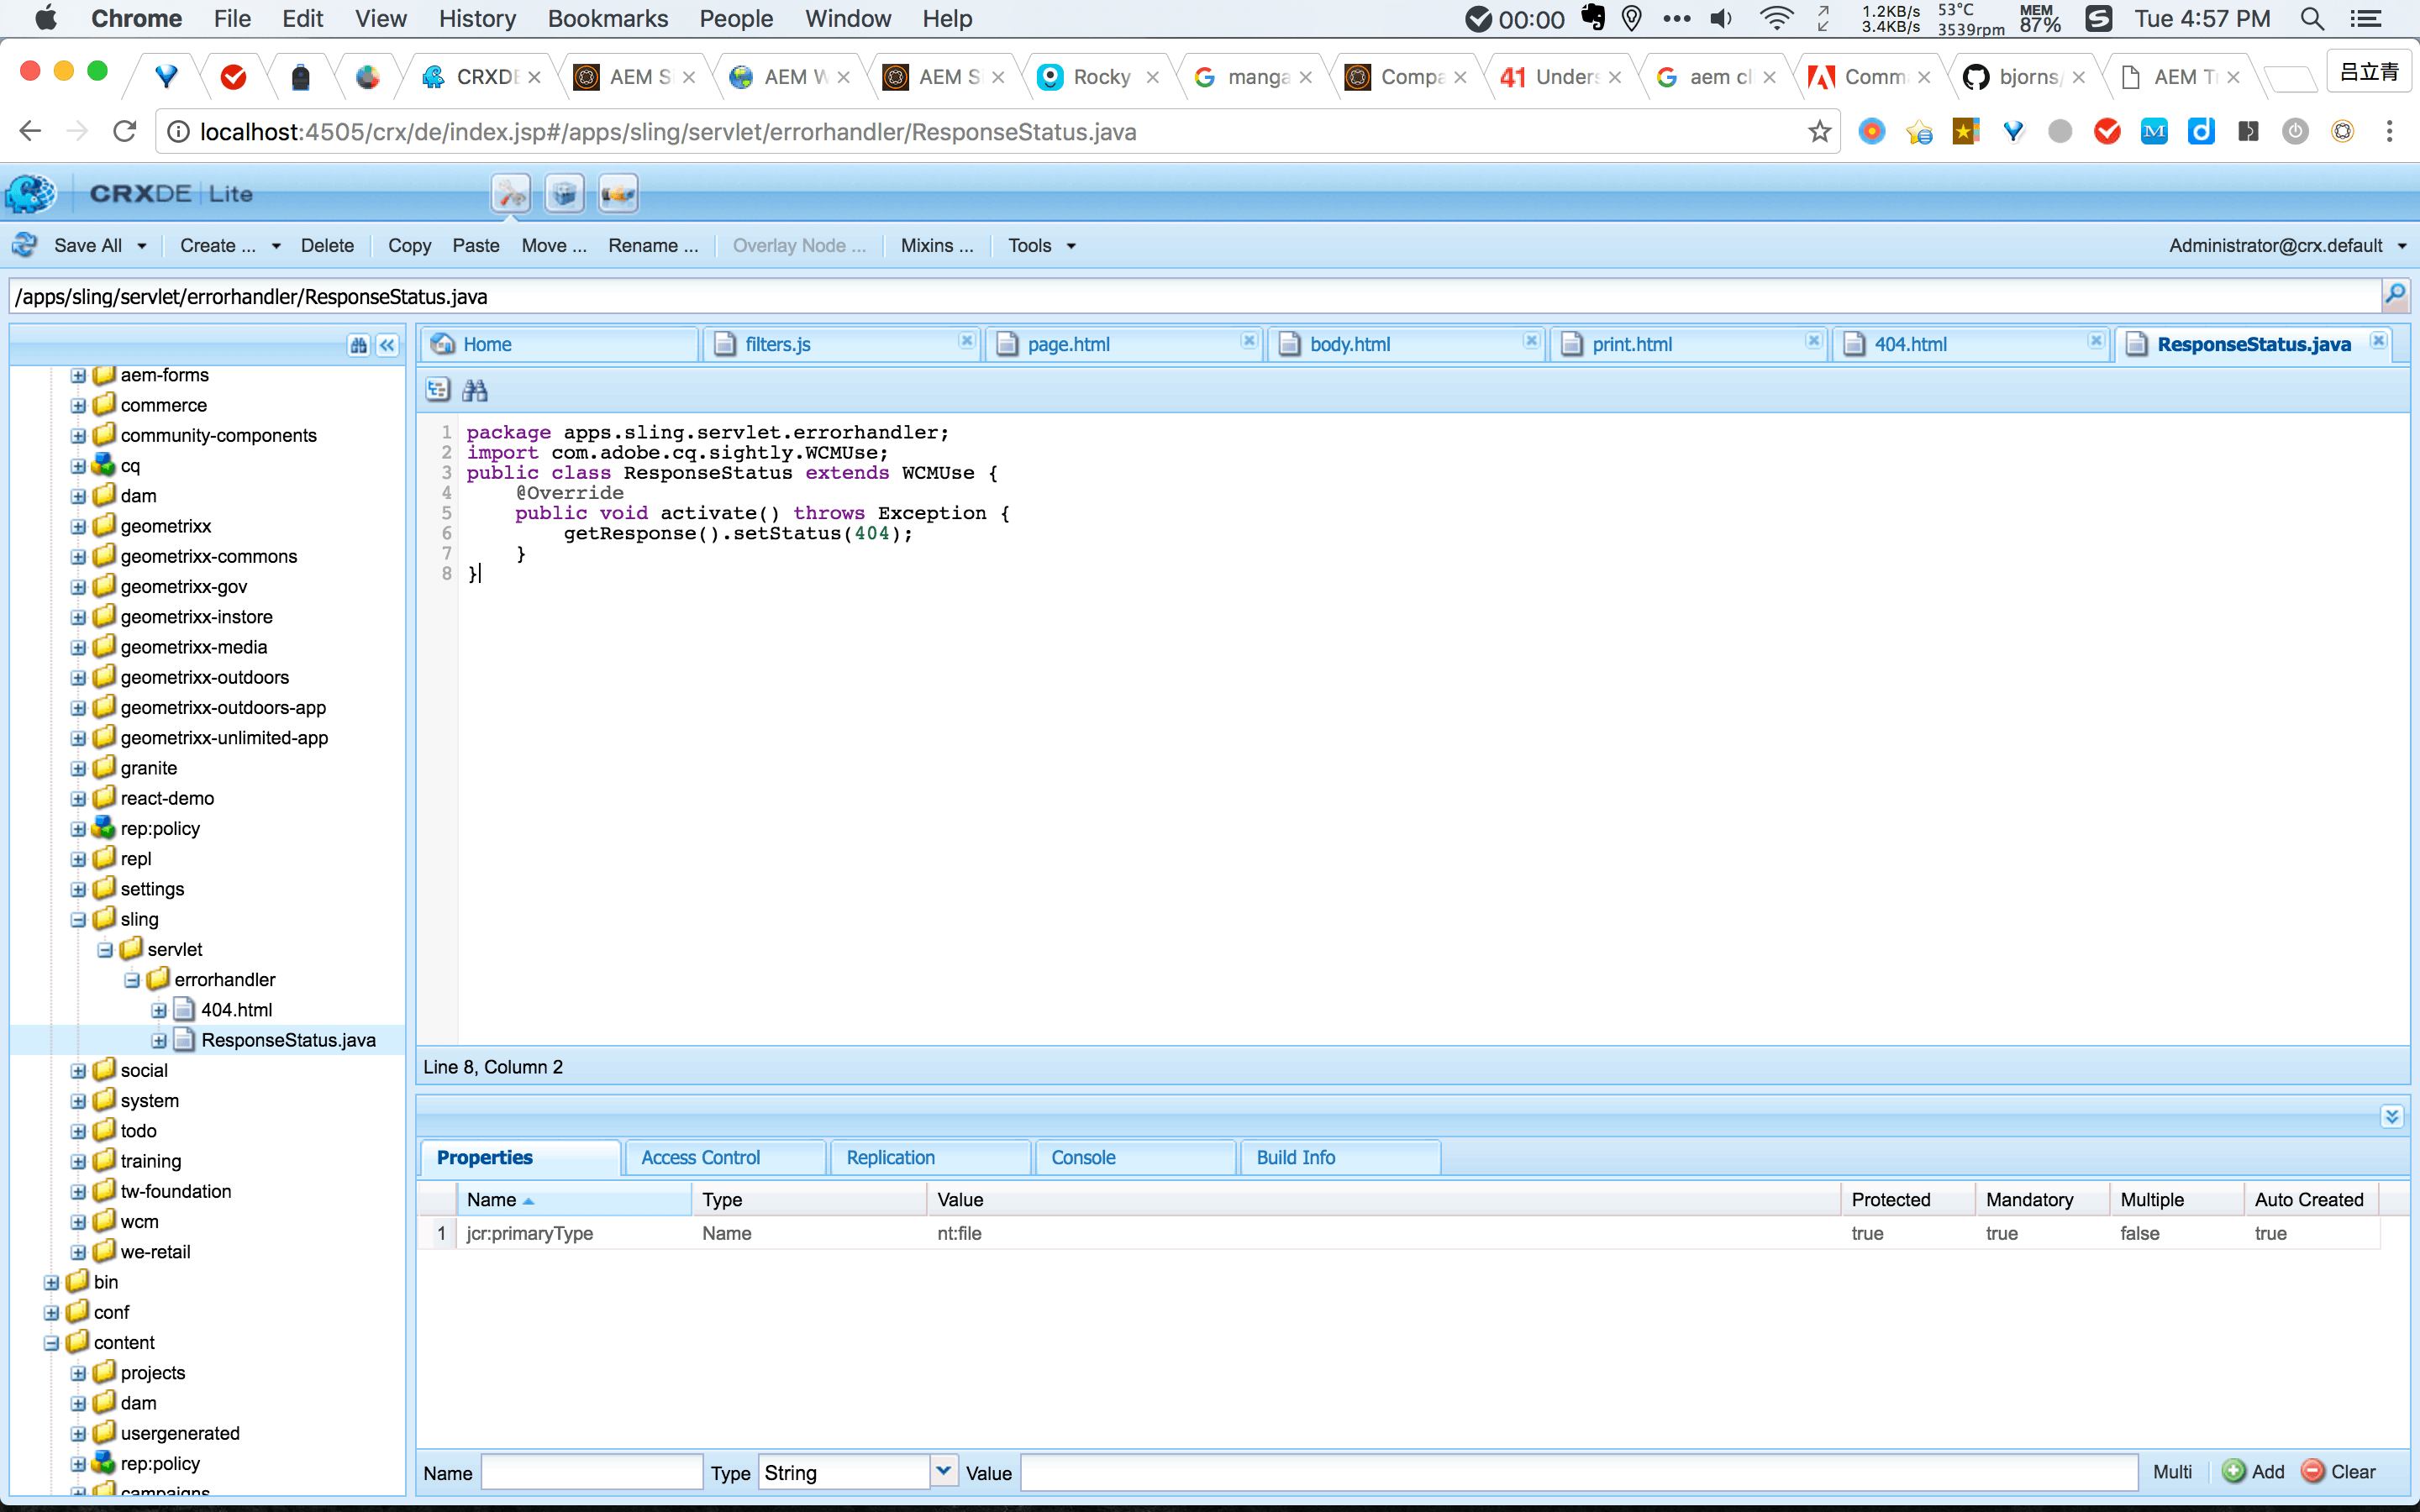 Chrome File Edit View History Bookmarks People Window Help 00:00 1.2KB/s 3.4KB/s 53°C 3539rpm MEM 87% Tue 4:57 PM
CRXDE AEM S AEM W AEM S Rocky manga Compa 41 Unders aem cl Comm bjorns/ AEM T 吕立青
localhost:4505/crx/de/index.jsp#/apps/sling/servlet/errorhandler/ResponseStatus.java
CRXDE Lite
Save All Create ... Delete Copy Paste Move ... Rename ... Overlay Node ... Mixins ... Tools Administrator@crx.default
/apps/sling/servlet/errorhandler/ResponseStatus.java
Home filters.js page.html body.html print.html 404.html ResponseStatus.java
aem-forms
commerce
community-components
cq
dam
geometrixx
geometrixx-commons
geometrixx-gov
geometrixx-instore
geometrixx-media
geometrixx-outdoors
geometrixx-outdoors-app
geometrixx-unlimited-app
granite
react-demo
rep:policy
repl
settings
sling
servlet
errorhandler
404.html
ResponseStatus.java
social
system
todo
training
tw-foundation
wcm
we-retail
bin
conf
content
projects
dam
usergenerated
rep:policy
campaigns
1 package apps.sling.servlet.errorhandler;
2 import com.adobe.cq.sightly.WCMUse;
3 public class ResponseStatus extends WCMUse {
4 @Override
5 public void activate() throws Exception {
6 getResponse().setStatus(404);
7 }
8 }
Line 8, Column 2
Properties Access Control Replication Console Build Info
Name Type Value Protected Mandatory Multiple Auto Created
1 jcr:primaryType Name nt:file true true false true
Name Type String Value Multi Add Clear